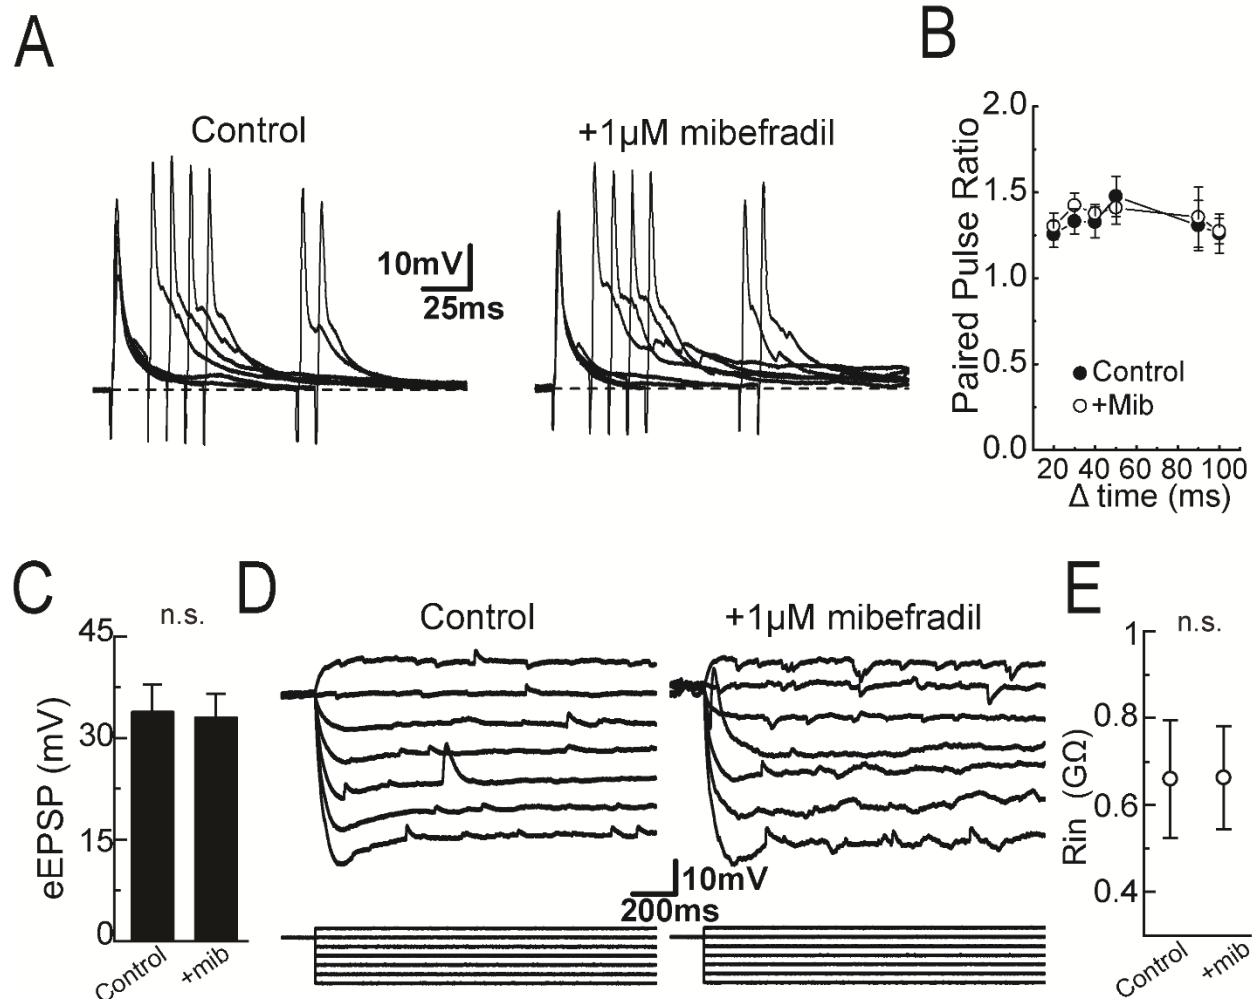 A
B
Control
+1µM mibefradil
10mV
25ms
Paired Pulse Ratio
2.0
1.5
1.0
0.5
0.0
Control
+Mib
20 40 60 80 100
Δ time (ms)
C
n.s.
eEPSP (mV)
45
30
15
0
Control
+mib
D
Control
+1µM mibefradil
10mV
200ms
E
n.s.
Rin (GΩ)
1
0.8
0.6
0.4
Control
+mib